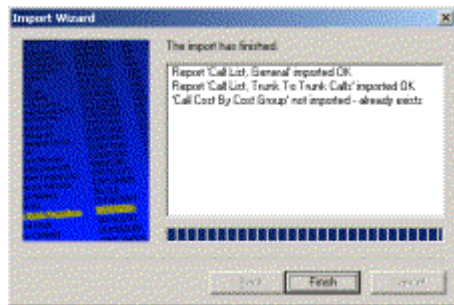 Import Wizard
The import has finished.
Report 'Call List, General' imported OK
Report 'Call List, Trunk To Trunk Calls' imported OK
'Call Cost By Cost Group' not imported - already exists
Finish